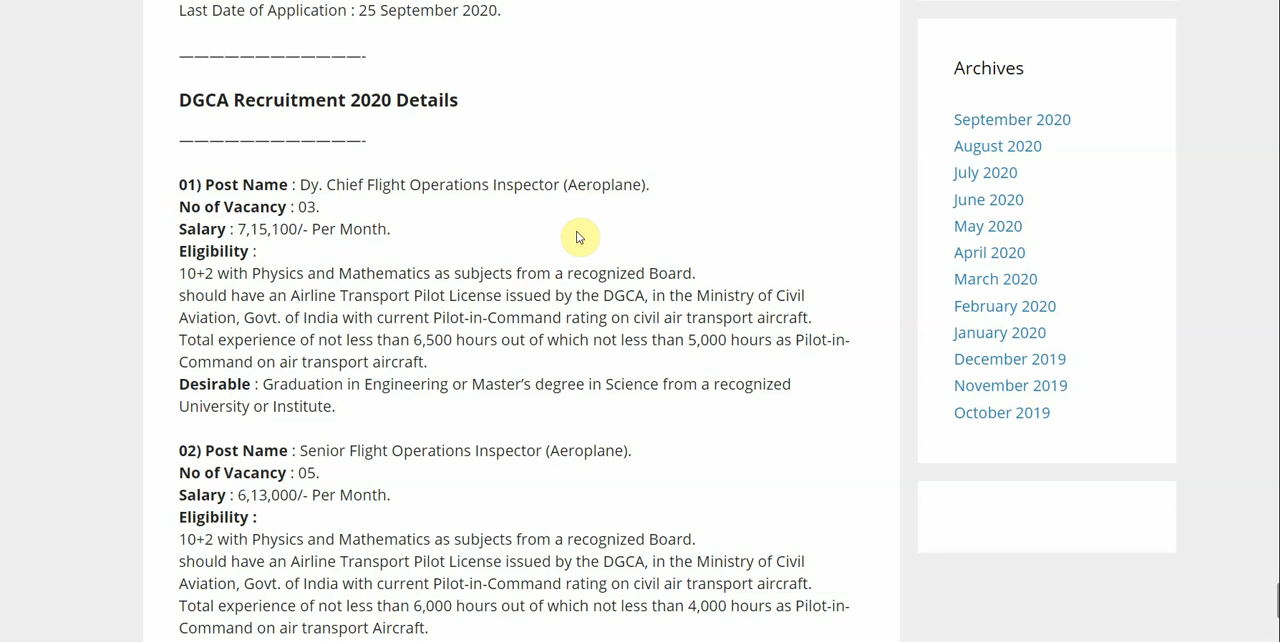 Last Date of Application : 25 September 2020.
————————————-
DGCA Recruitment 2020 Details
————————————-
01) Post Name : Dy. Chief Flight Operations Inspector (Aeroplane).
No of Vacancy : 03.
Salary : 7,15,100/- Per Month.
Eligibility :
10+2 with Physics and Mathematics as subjects from a recognized Board.
should have an Airline Transport Pilot License issued by the DGCA, in the Ministry of Civil
Aviation, Govt. of India with current Pilot-in-Command rating on civil air transport aircraft.
Total experience of not less than 6,500 hours out of which not less than 5,000 hours as Pilot-in-
Command on air transport aircraft.
Desirable : Graduation in Engineering or Master’s degree in Science from a recognized
University or Institute.
02) Post Name : Senior Flight Operations Inspector (Aeroplane).
No of Vacancy : 05.
Salary : 6,13,000/- Per Month.
Eligibility :
10+2 with Physics and Mathematics as subjects from a recognized Board.
should have an Airline Transport Pilot License issued by the DGCA, in the Ministry of Civil
Aviation, Govt. of India with current Pilot-in-Command rating on civil air transport aircraft.
Total experience of not less than 6,000 hours out of which not less than 4,000 hours as Pilot-in-
Command on air transport Aircraft.
Archives
September 2020
August 2020
July 2020
June 2020
May 2020
April 2020
March 2020
February 2020
January 2020
December 2019
November 2019
October 2019